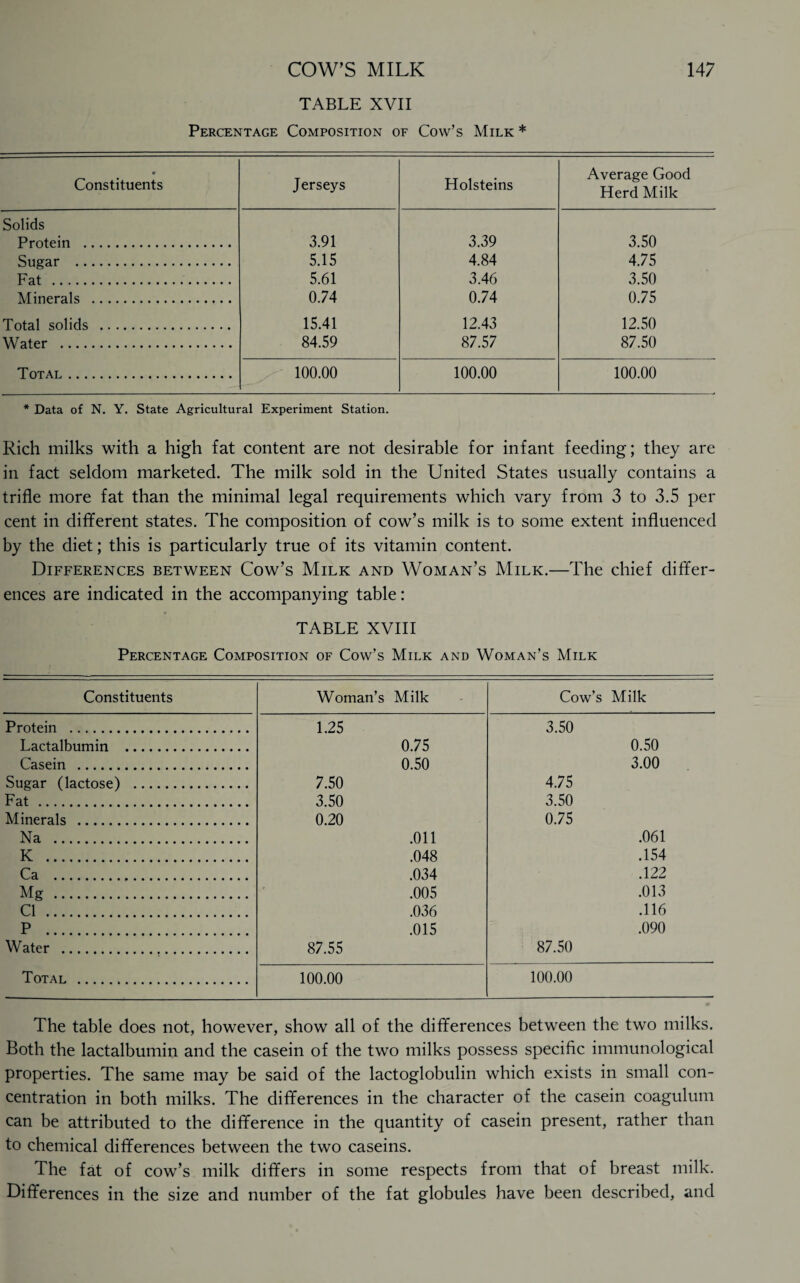 COW'S MILK 147
TABLE XVII
Percentage Composition of Cow's Milk *
Constituents Jerseys Holsteins Average Good Herd Milk
Solids
Protein .................... 3.91 3.39 3.50
Sugar .................... 5.15 4.84 4.75
Fat .................... 5.61 3.46 3.50
Minerals .................... 0.74 0.74 0.75
Total solids .................... 15.41 12.43 12.50
Water .................... 84.59 87.57 87.50
Total .................... 100.00 100.00 100.00
* Data of N. Y. State Agricultural Experiment Station.
Rich milks with a high fat content are not desirable for infant feeding; they are
in fact seldom marketed. The milk sold in the United States usually contains a
trifle more fat than the minimal legal requirements which vary from 3 to 3.5 per
cent in different states. The composition of cow's milk is to some extent influenced
by the diet; this is particularly true of its vitamin content.
Differences between Cow's Milk and Woman's Milk.—The chief differ-
ences are indicated in the accompanying table:
TABLE XVIII
Percentage Composition of Cow's Milk and Woman's Milk
Constituents Woman's Milk Cow's Milk
Protein .................... 1.25 3.50
Lactalbumin .................... 0.75 0.50
Casein .................... 0.50 3.00
Sugar (lactose) .................... 7.50 4.75
Fat .................... 3.50 3.50
Minerals .................... 0.20 0.75
Na .................... .011 .061
K .................... .048 .154
Ca .................... .034 .122
Mg .................... .005 .013
Cl .................... .036 .116
P .................... .015 .090
Water .................... 87.55 87.50
Total .................... 100.00 100.00
The table does not, however, show all of the differences between the two milks.
Both the lactalbumin and the casein of the two milks possess specific immunological
properties. The same may be said of the lactoglobulin which exists in small con-
centration in both milks. The differences in the character of the casein coagulum
can be attributed to the difference in the quantity of casein present, rather than
to chemical differences between the two caseins.
The fat of cow's milk differs in some respects from that of breast milk.
Differences in the size and number of the fat globules have been described, and